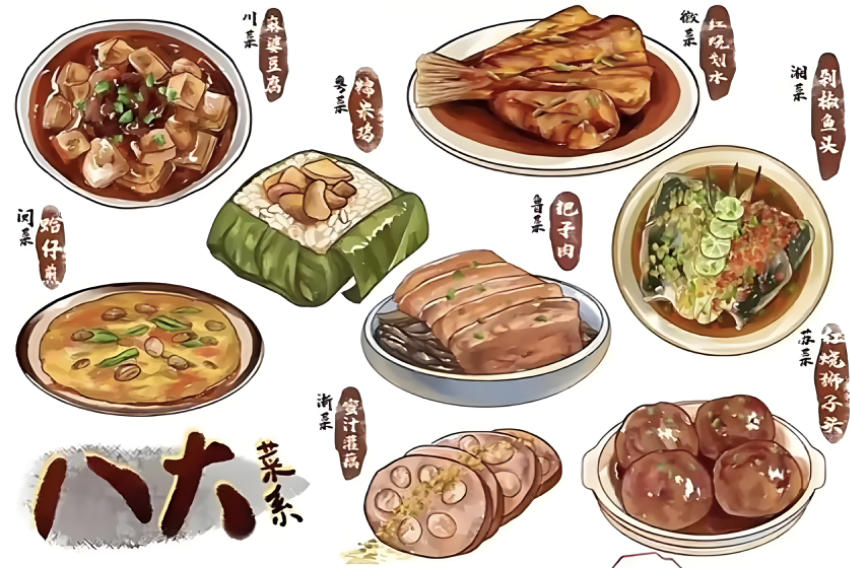 川菜
麻婆豆腐
粤菜
糯米鸡
徽菜
红烧划水
湘菜
剁椒鱼头
闽菜
蛤仔煎
鲁菜
把子肉
苏菜
红烧狮子头
浙菜
蜜汁灌藕
八大
菜系